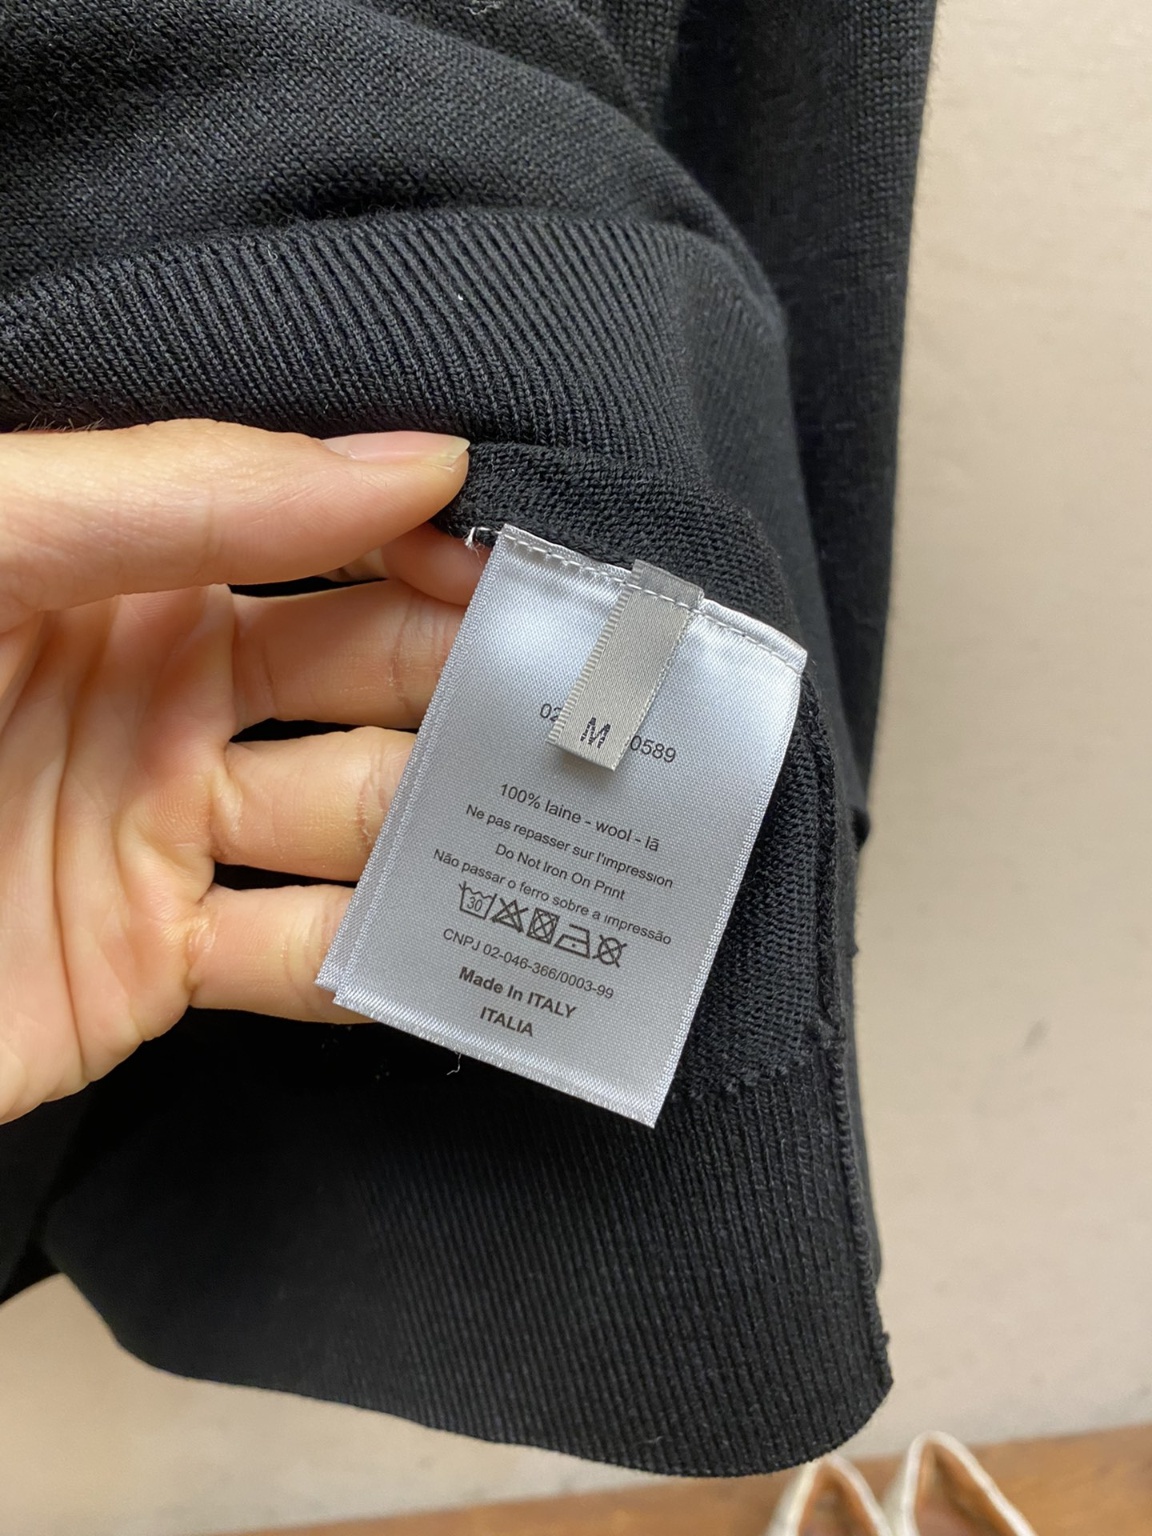 M
02 0589
100% laine - wool - lã
Ne pas repasser sur l'impression
Do Not Iron On Print
Não passar o ferro sobre a impressão
30
CNPJ 02-046-366/0003-99
Made In ITALY
ITALIA